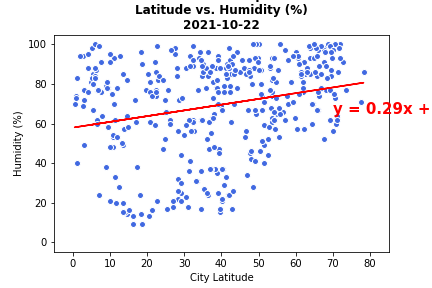 Latitude vs. Humidity (%)
2021-10-22
Humidity (%)
100
80
60
40
20
0
y = 0.29x +
0 10 20 30 40 50 60 70 80
City Latitude